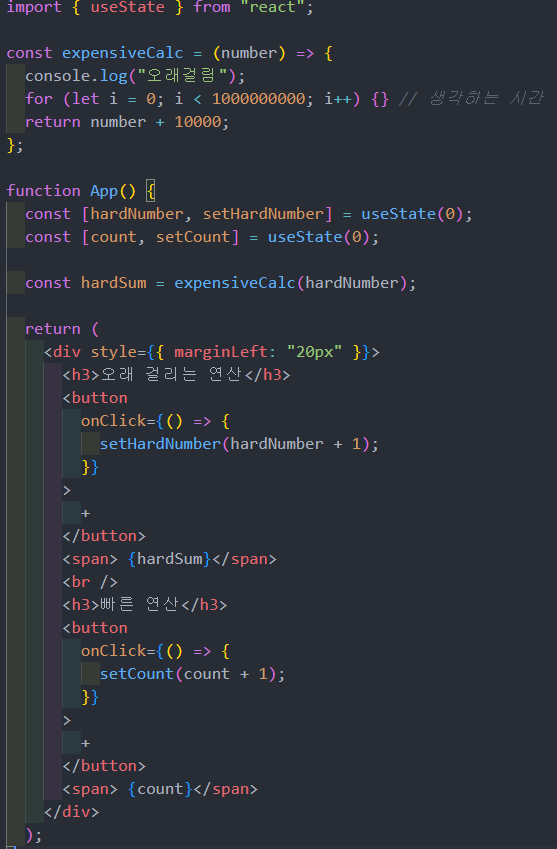 import { useState } from "react";

const expensiveCalc = (number) => {
  console.log("오래걸림");
  for (let i = 0; i < 1000000000; i++) {} // 생각하는 시간
  return number + 10000;
};

function App() {
  const [hardNumber, setHardNumber] = useState(0);
  const [count, setCount] = useState(0);

  const hardSum = expensiveCalc(hardNumber);

  return (
    <div style={{ marginLeft: "20px" }}>
      <h3>오래 걸리는 연산</h3>
      <button
        onClick={() => {
          setHardNumber(hardNumber + 1);
        }}
      >
        +
      </button>
      <span> {hardSum}</span>
      <br />
      <h3>빠른 연산</h3>
      <button
        onClick={() => {
          setCount(count + 1);
        }}
      >
        +
      </button>
      <span> {count}</span>
    </div>
  );